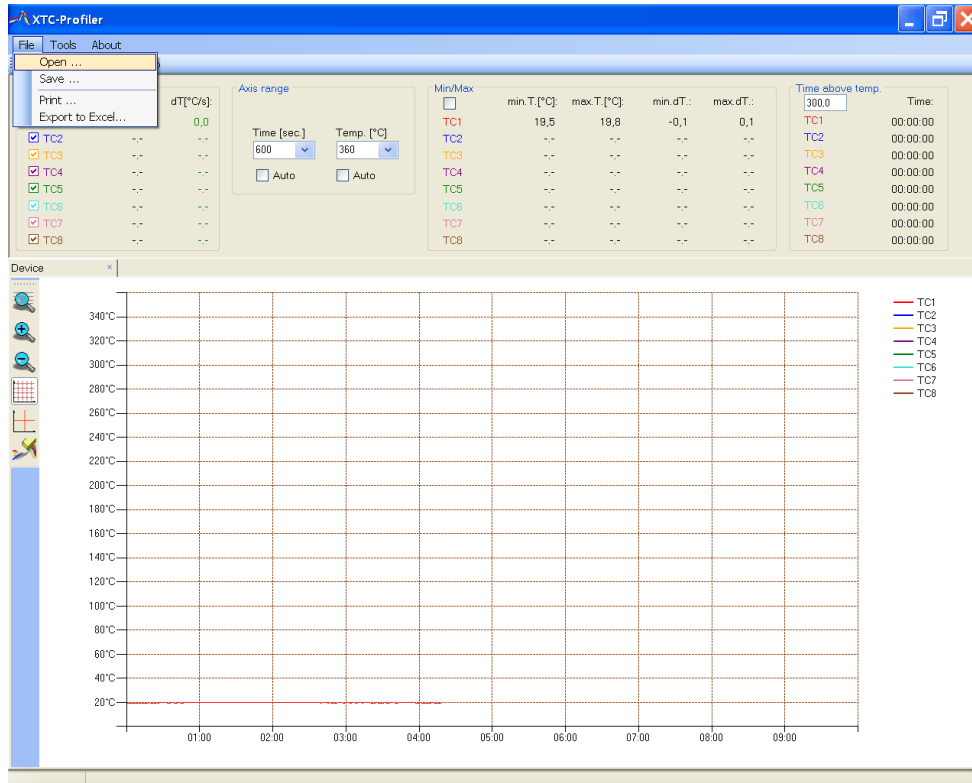 XTC-Profiler
File Tools About
Open ...
Save ...
Print ...
Export to Excel...
dT[°C/s]:
0,0
TC2 -.- -.-
TC3 -.- -.-
TC4 -.- -.-
TC5 -.- -.-
TC6 -.- -.-
TC7 -.- -.-
TC8 -.- -.-
Axis range
Time [sec.] Temp. [°C]
600 360
Auto Auto
Min/Max
min.T.[°C]: max.T.[°C]: min.dT.: max.dT.:
TC1 19,5 19,8 -0,1 0,1
TC2 -.- -.- -.- -.-
TC3 -.- -.- -.- -.-
TC4 -.- -.- -.- -.-
TC5 -.- -.- -.- -.-
TC6 -.- -.- -.- -.-
TC7 -.- -.- -.- -.-
TC8 -.- -.- -.- -.-
Time above temp.
300,0 Time:
TC1 00:00:00
TC2 00:00:00
TC3 00:00:00
TC4 00:00:00
TC5 00:00:00
TC6 00:00:00
TC7 00:00:00
TC8 00:00:00
Device
340°C
320°C
300°C
280°C
260°C
240°C
220°C
200°C
180°C
160°C
140°C
120°C
100°C
80°C
60°C
40°C
20°C
01:00 02:00 03:00 04:00 05:00 06:00 07:00 08:00 09:00
TC1
TC2
TC3
TC4
TC5
TC6
TC7
TC8